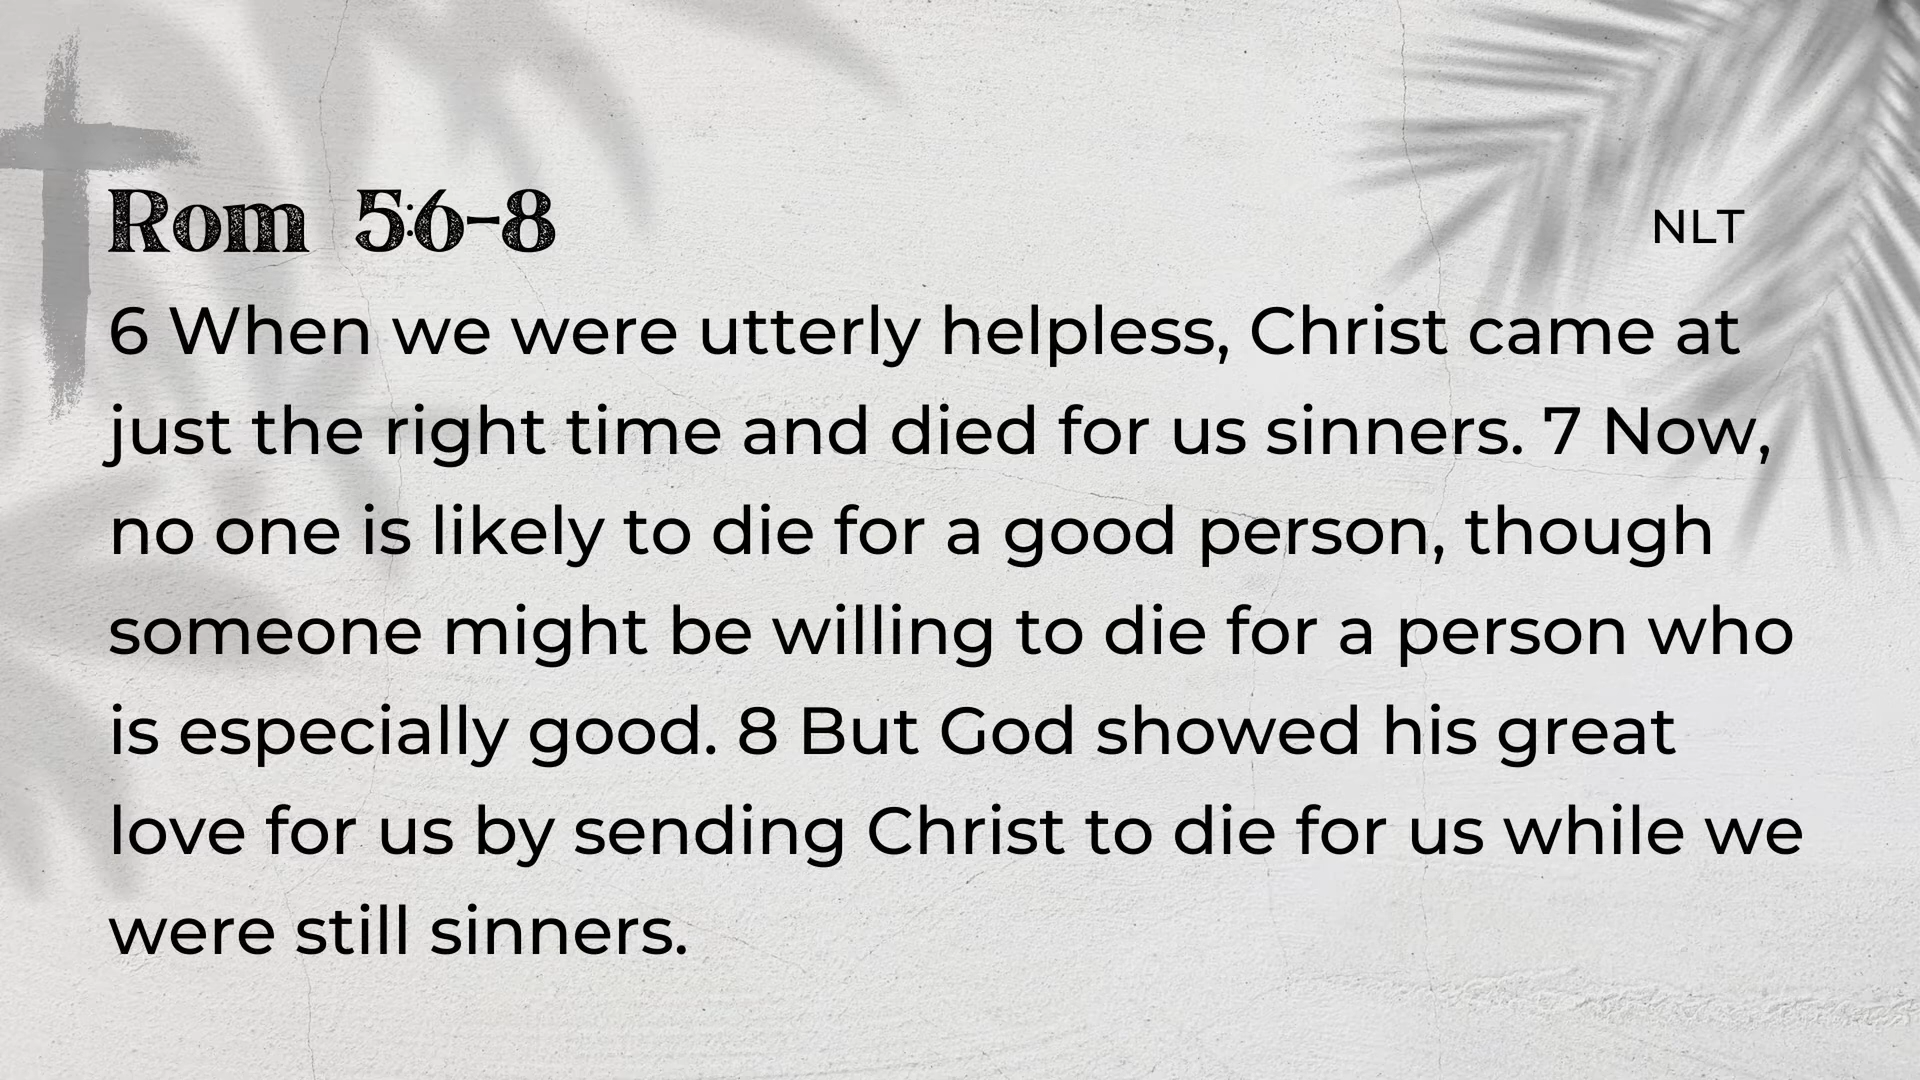 Rom 5:6-8
NLT
6 When we were utterly helpless, Christ came at
just the right time and died for us sinners. 7 Now,
no one is likely to die for a good person, though
someone might be willing to die for a person who
is especially good. 8 But God showed his great
love for us by sending Christ to die for us while we
were still sinners.